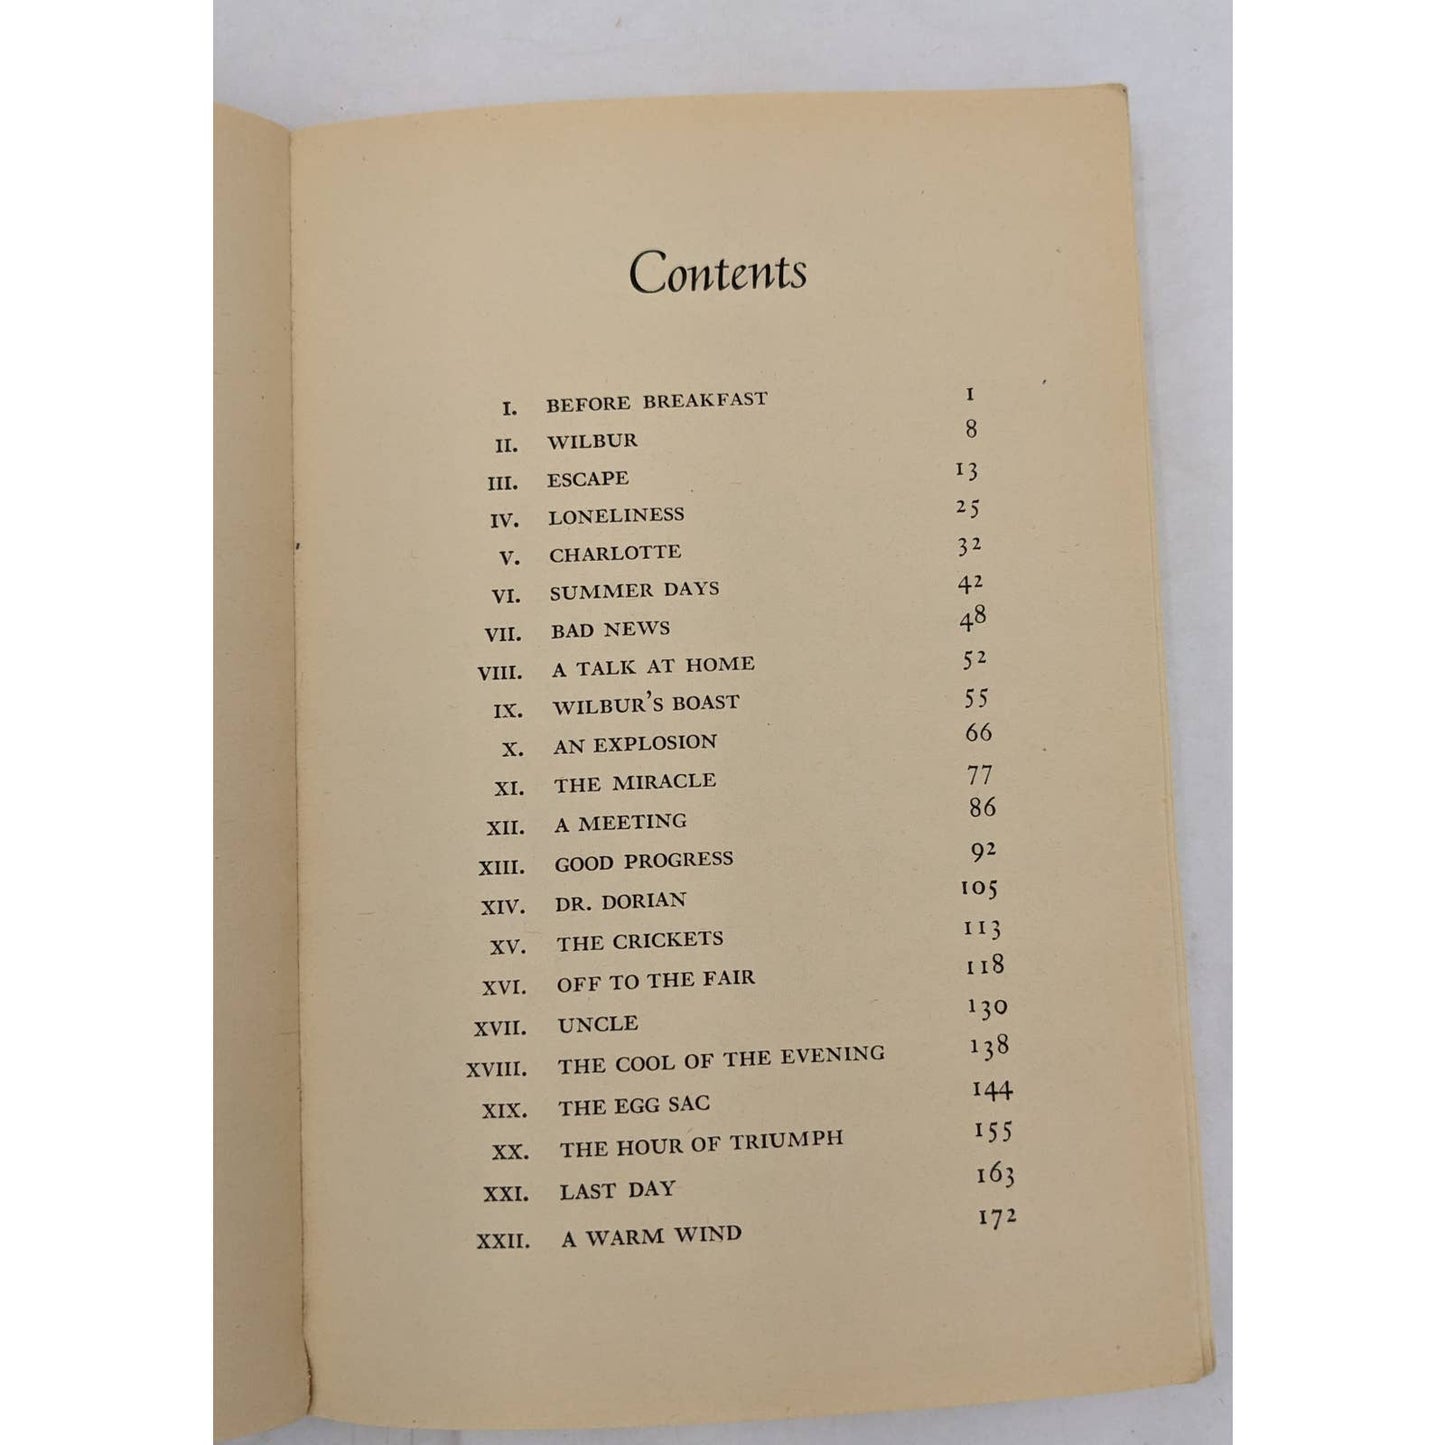 Contents
I. BEFORE BREAKFAST 1
II. WILBUR 8
III. ESCAPE 13
IV. LONELINESS 25
V. CHARLOTTE 32
VI. SUMMER DAYS 42
VII. BAD NEWS 48
VIII. A TALK AT HOME 52
IX. WILBUR'S BOAST 55
X. AN EXPLOSION 66
XI. THE MIRACLE 77
XII. A MEETING 86
XIII. GOOD PROGRESS 92
XIV. DR. DORIAN 105
XV. THE CRICKETS 113
XVI. OFF TO THE FAIR 118
XVII. UNCLE 130
XVIII. THE COOL OF THE EVENING 138
XIX. THE EGG SAC 144
XX. THE HOUR OF TRIUMPH 155
XXI. LAST DAY 163
XXII. A WARM WIND 172